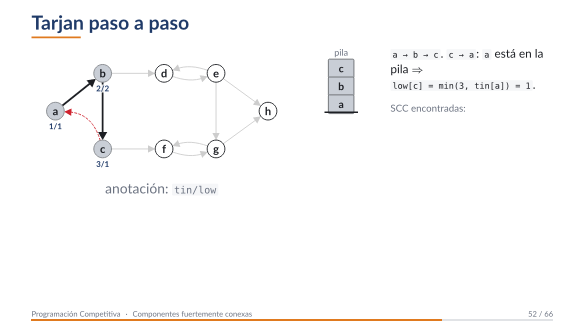 Tarjan paso a paso
pila
a → b → c. c → a: a está en la
pila ⇒
low[c] = min(3, tin[a]) = 1.
SCC encontradas:
c
b
a
b
2/2
d
e
a
1/1
h
c
3/1
f
g
anotación: tin/low
Programación Competitiva · Componentes fuertemente conexas
52 / 66